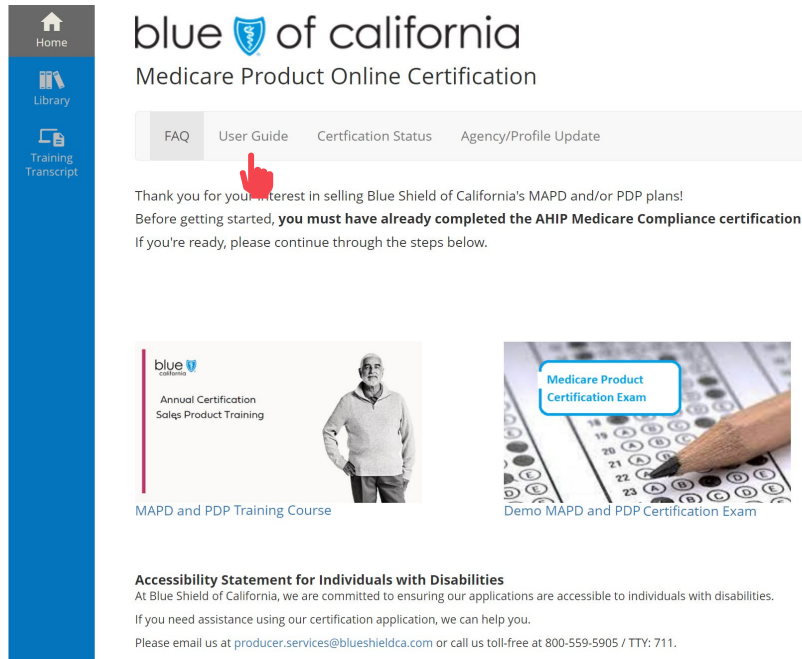 Home
Library
Training
Transcript
blue of california
Medicare Product Online Certification
FAQ User Guide Certfication Status Agency/Profile Update
Thank you for your interest in selling Blue Shield of California's MAPD and/or PDP plans!
Before getting started, you must have already completed the AHIP Medicare Compliance certification
If you're ready, please continue through the steps below.
blue
california
Annual Certification
Sales Product Training
Medicare Product
Certification Exam
18 A B
19 A B C
20 A B C
21 A
22
23 A B C D E
MAPD and PDP Training Course
Demo MAPD and PDP Certification Exam
Accessibility Statement for Individuals with Disabilities
At Blue Shield of California, we are committed to ensuring our applications are accessible to individuals with disabilities.
If you need assistance using our certification application, we can help you.
Please email us at producer.services@blueshieldca.com or call us toll-free at 800-559-5905 / TTY: 711.